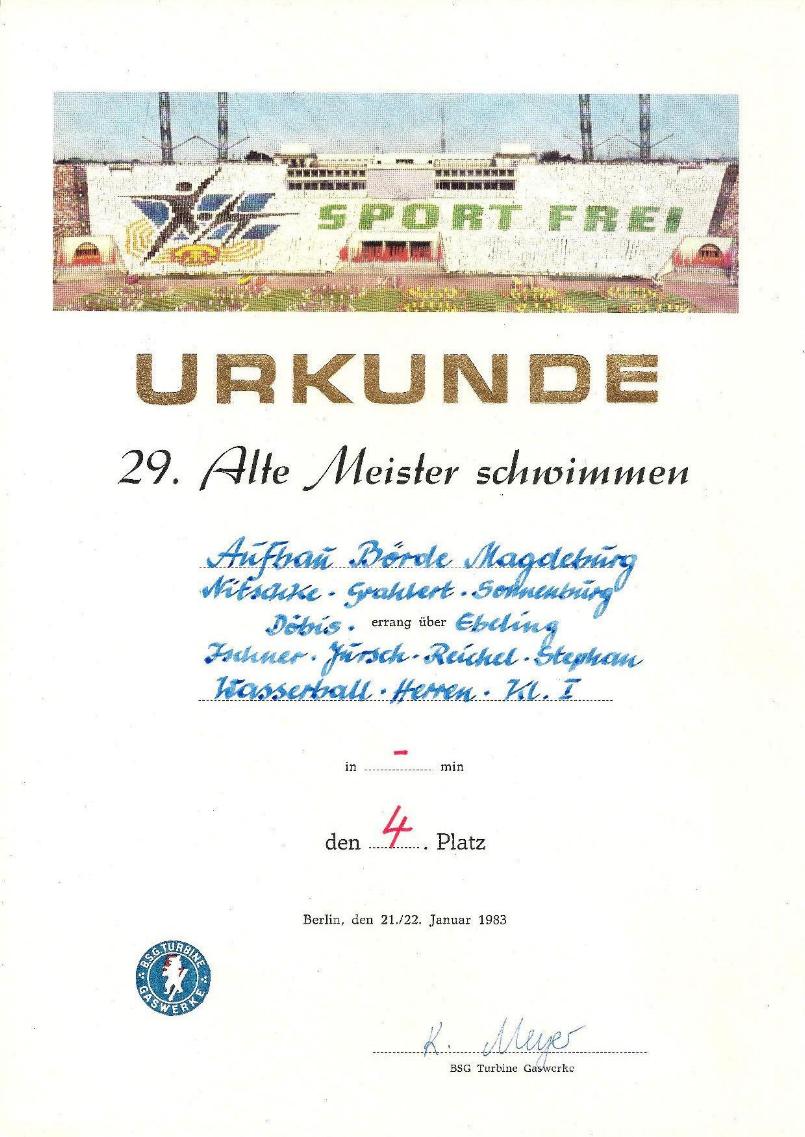 SPORT FREI
URKUNDE
29. Alte Meister schwimmen
Aufbau Börde Magdeburg
Nitschke · Grahlert · Sonnenburg
Döbis · errang über Ebeling
Ischner · Jürsch · Reichel · Stephan
Wasserball · Herren · Kl. I
in - min
den 4. Platz
Berlin, den 21./22. Januar 1983
BSG TURBINE
GASWERKE
K. Meyer
BSG Turbine Gaswerke